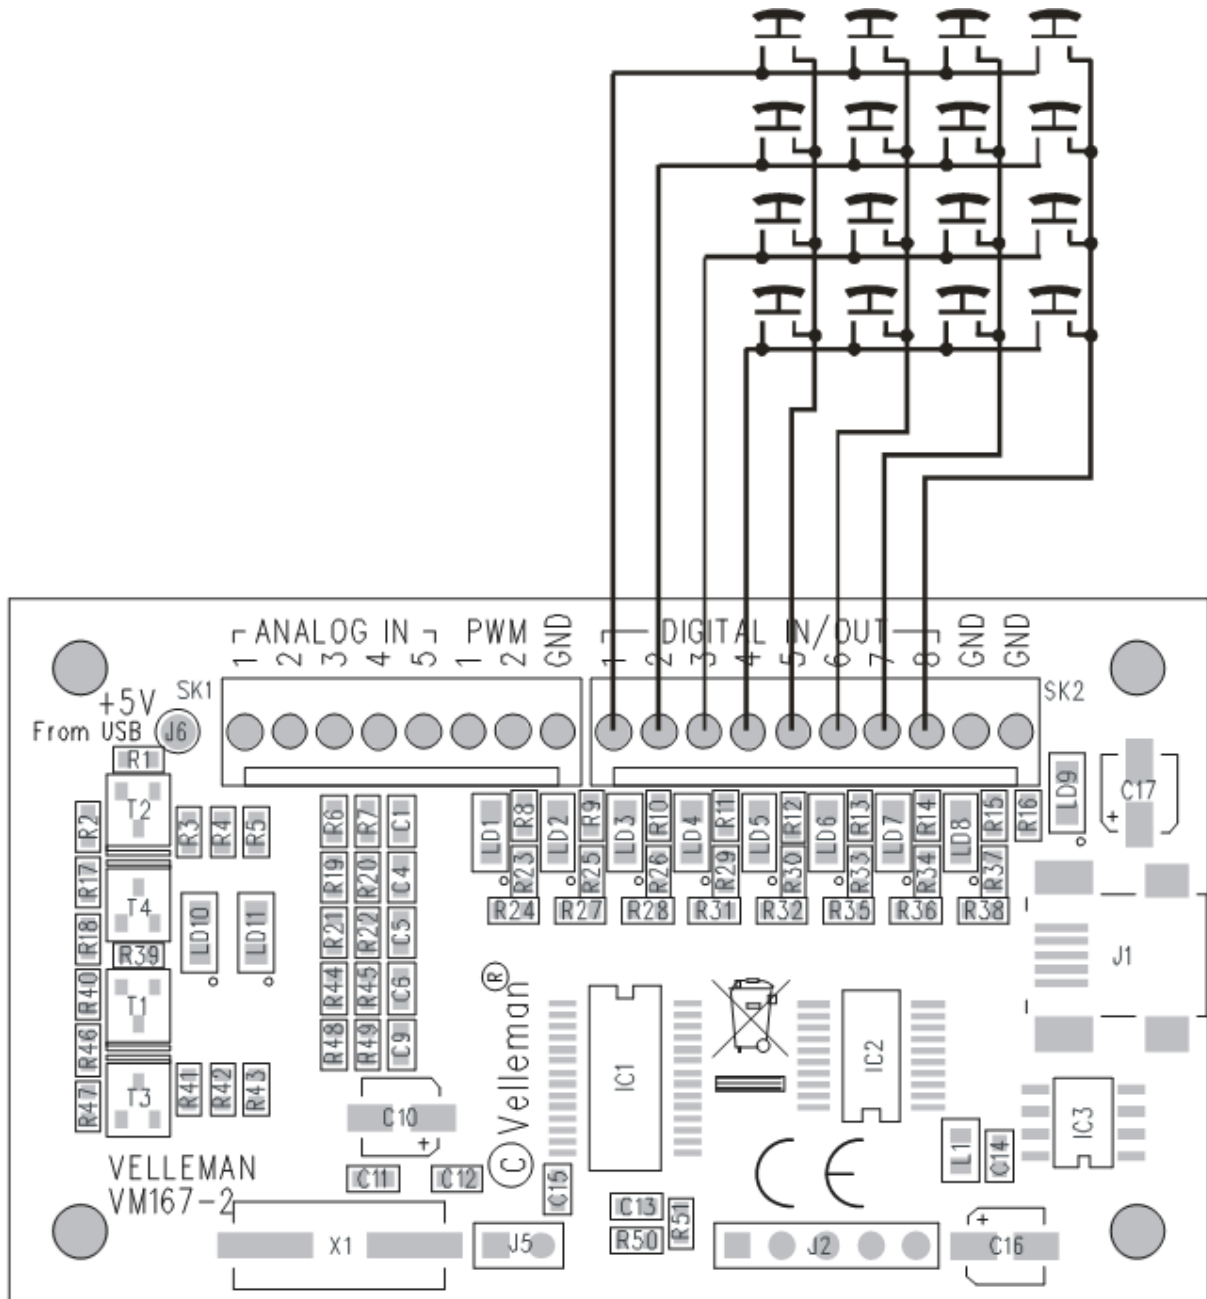 ANALOG IN PWM GND DIGITAL IN/OUT GND GND
1 2 3 4 5 1 2 1 2 3 4 5 6 7 8
SK1 SK2
+5V
From USB J6
R1
T2
R2 R3 R4 R5 R6 R7 C1
LD1 R8 LD2 R9 LD3 R10 LD4 R11 LD5 R12 LD6 R13 LD7 R14 LD8 R15 R16 LD9 C17 +
R23 R25 R26 R29 R30 R33 R34 R37
R17 T4 R19 R20 C4
R24 R27 R28 R31 R32 R35 R36 R38
R18 LD10 LD11 R21 R22 C5
R39
J1
R40 T1 R44 R45 C6
R46 R48 R49 C9
© Velleman®
IC1 IC2
R47 T3 R41 R42 R43
C10 +
IC3
L1 C14
CE
VELLEMAN
VM167-2
C11 C12 C15
C13 R51
R50
X1 J5 J2 C16 +